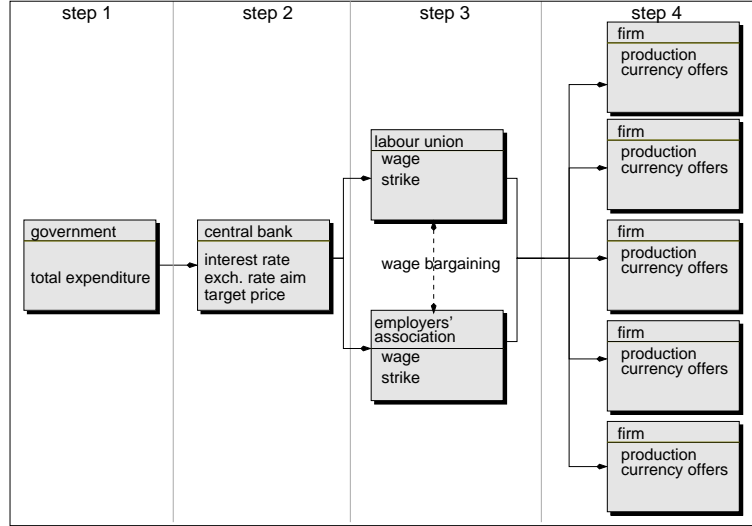 step 1
step 2
step 3
step 4
government
total expenditure
central bank
interest rate
exch. rate aim
target price
labour union
wage
strike
wage bargaining
employers'
association
wage
strike
firm
production
currency offers
firm
production
currency offers
firm
production
currency offers
firm
production
currency offers
firm
production
currency offers